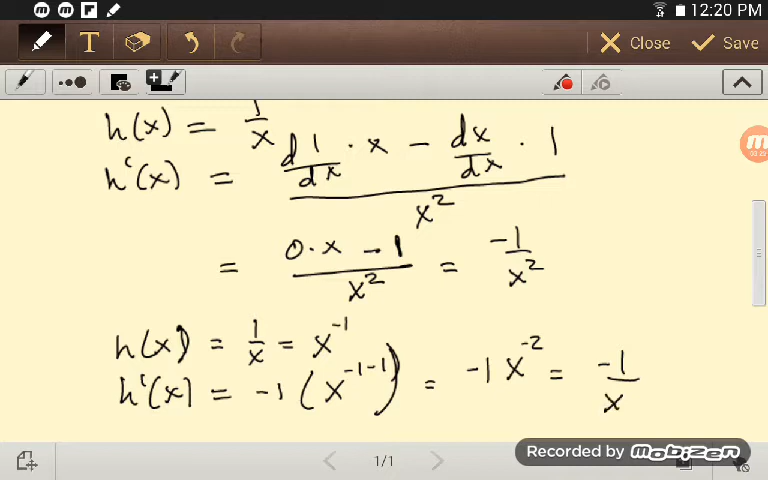 12:20 PM
T Close Save
h(x) = 1/x
h'(x) = (d1/dx · x - dx/dx · 1)/x²
= (0·x - 1)/x² = -1/x²
h(x) = 1/x = x⁻¹
h'(x) = -1(x⁻¹⁻¹) = -1x⁻² = -1/x
1/1
Recorded by
mobizen